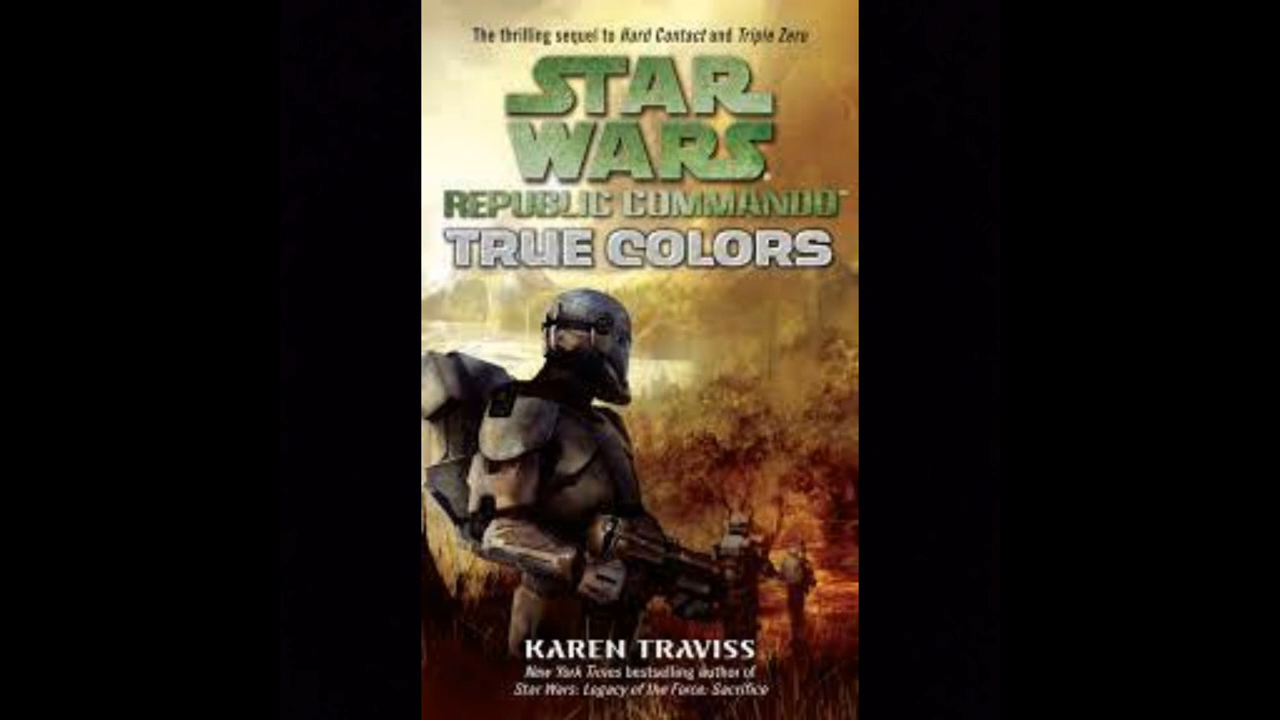 The thrilling sequel to Hard Contact and Triple Zero
STAR
WARS
REPUBLIC COMMANDO™
TRUE COLORS
KAREN TRAVISS
New York Times bestselling author of
Star Wars: Legacy of the Force: Sacrifice